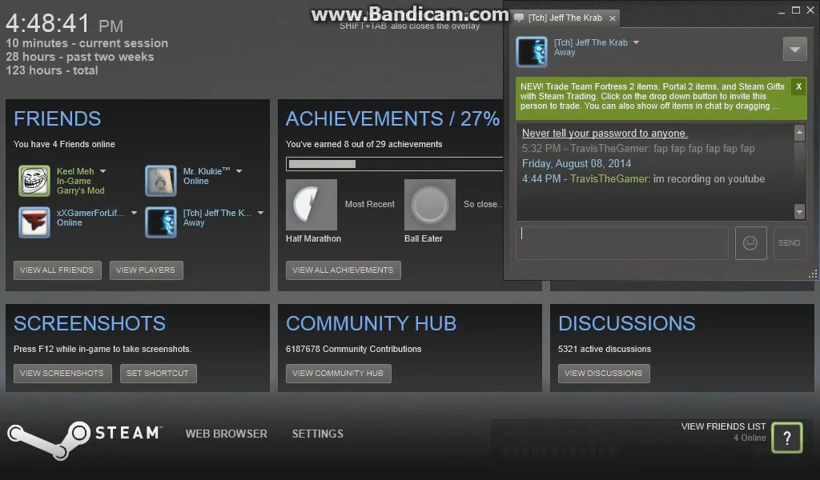 www.Bandicam.com
4:48:41 PM
SHIFT+TAB also closes the overlay
10 minutes - current session
28 hours - past two weeks
123 hours - total
[Tch] Jeff The Krab
[Tch] Jeff The Krab
Away
NEW! Trade Team Fortress 2 items, Portal 2 items, and Steam Gifts
with Steam Trading. Click on the drop down button to invite this
person to trade. You can also show off items in chat by dragging ...
X
Never tell your password to anyone.
5:32 PM - TravisTheGamer: fap fap fap fap fap
Friday, August 08, 2014
4:44 PM - TravisTheGamer: im recording on youtube
SEND
FRIENDS
You have 4 Friends online
Keel Meh
In-Game
Garry's Mod
Mr. Klukie™
Online
xXGamerForLif...
Online
[Tch] Jeff The K...
Away
VIEW ALL FRIENDS
VIEW PLAYERS
ACHIEVEMENTS / 27%
You've earned 8 out of 29 achievements
Most Recent
So close..
Half Marathon
Ball Eater
VIEW ALL ACHIEVEMENTS
SCREENSHOTS
Press F12 while in-game to take screenshots.
VIEW SCREENSHOTS
SET SHORTCUT
COMMUNITY HUB
6187678 Community Contributions
VIEW COMMUNITY HUB
DISCUSSIONS
5321 active discussions
VIEW DISCUSSIONS
STEAM™
WEB BROWSER
SETTINGS
VIEW FRIENDS LIST
4 Online
?